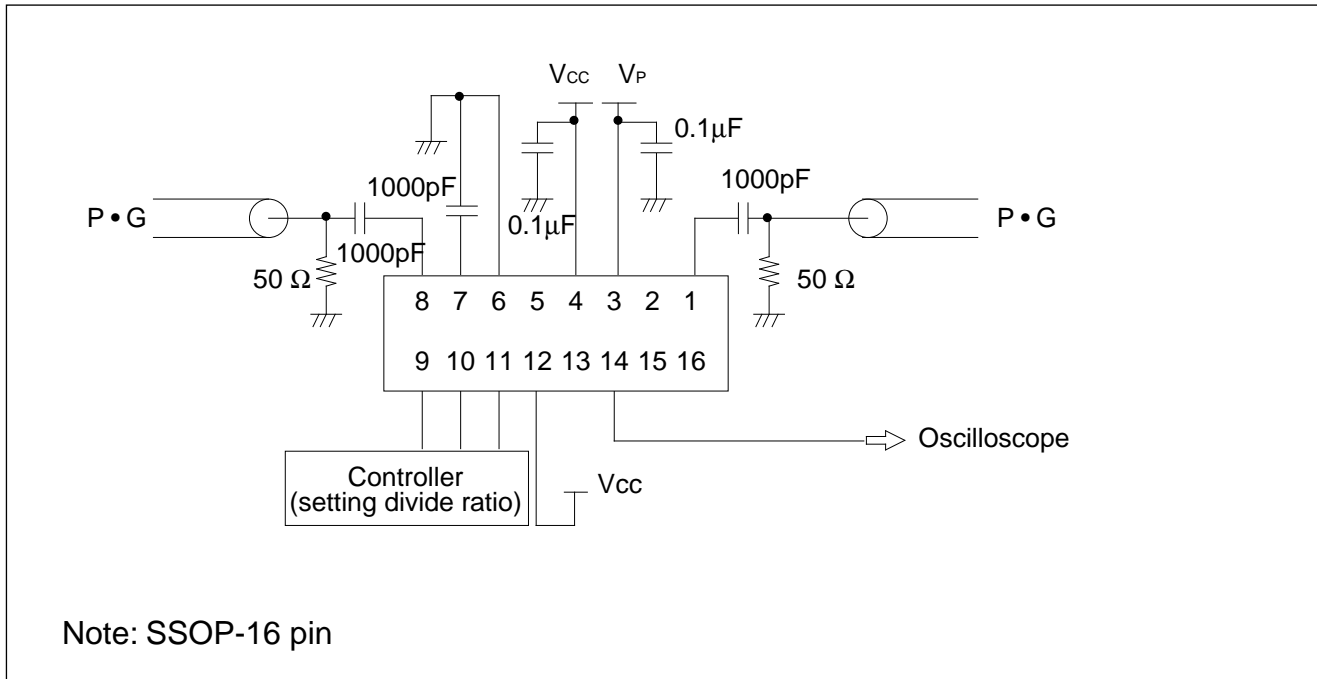 VCC VP
0.1µF
1000pF
1000pF
P • G
0.1µF
P • G
1000pF
50 Ω
50 Ω
8 7 6 5 4 3 2 1
9 10 11 12 13 14 15 16
Oscilloscope
Controller
(setting divide ratio)
Vcc
Note: SSOP-16 pin